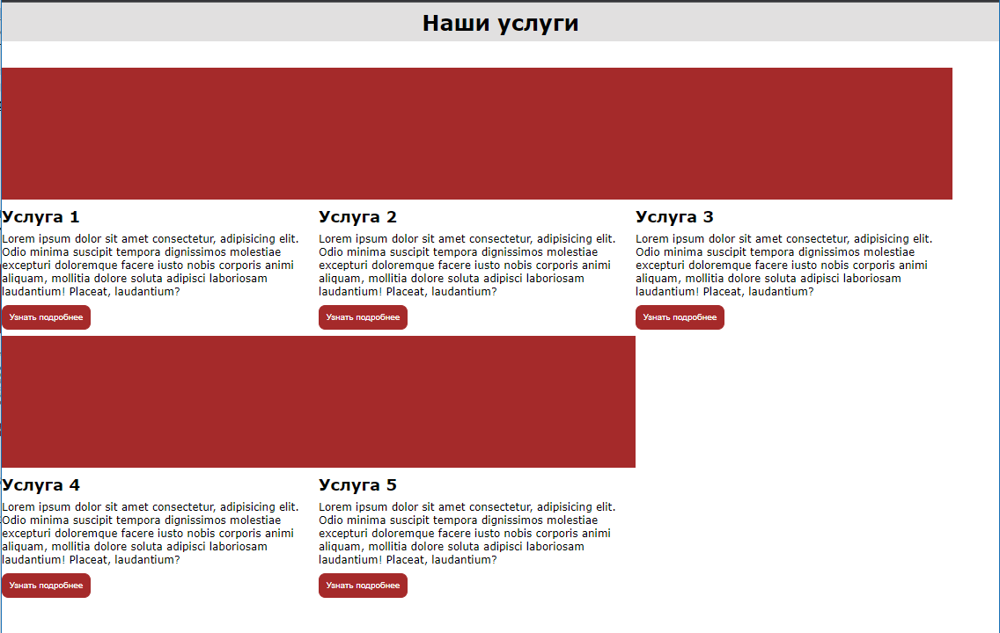 Наши услуги
Услуга 1
Lorem ipsum dolor sit amet consectetur, adipisicing elit.
Odio minima suscipit tempora dignissimos molestiae
excepturi doloremque facere iusto nobis corporis animi
aliquam, mollitia dolore soluta adipisci laboriosam
laudantium! Placeat, laudantium?
Узнать подробнее
Услуга 2
Lorem ipsum dolor sit amet consectetur, adipisicing elit.
Odio minima suscipit tempora dignissimos molestiae
excepturi doloremque facere iusto nobis corporis animi
aliquam, mollitia dolore soluta adipisci laboriosam
laudantium! Placeat, laudantium?
Узнать подробнее
Услуга 3
Lorem ipsum dolor sit amet consectetur, adipisicing elit.
Odio minima suscipit tempora dignissimos molestiae
excepturi doloremque facere iusto nobis corporis animi
aliquam, mollitia dolore soluta adipisci laboriosam
laudantium! Placeat, laudantium?
Узнать подробнее
Услуга 4
Lorem ipsum dolor sit amet consectetur, adipisicing elit.
Odio minima suscipit tempora dignissimos molestiae
excepturi doloremque facere iusto nobis corporis animi
aliquam, mollitia dolore soluta adipisci laboriosam
laudantium! Placeat, laudantium?
Узнать подробнее
Услуга 5
Lorem ipsum dolor sit amet consectetur, adipisicing elit.
Odio minima suscipit tempora dignissimos molestiae
excepturi doloremque facere iusto nobis corporis animi
aliquam, mollitia dolore soluta adipisci laboriosam
laudantium! Placeat, laudantium?
Узнать подробнее